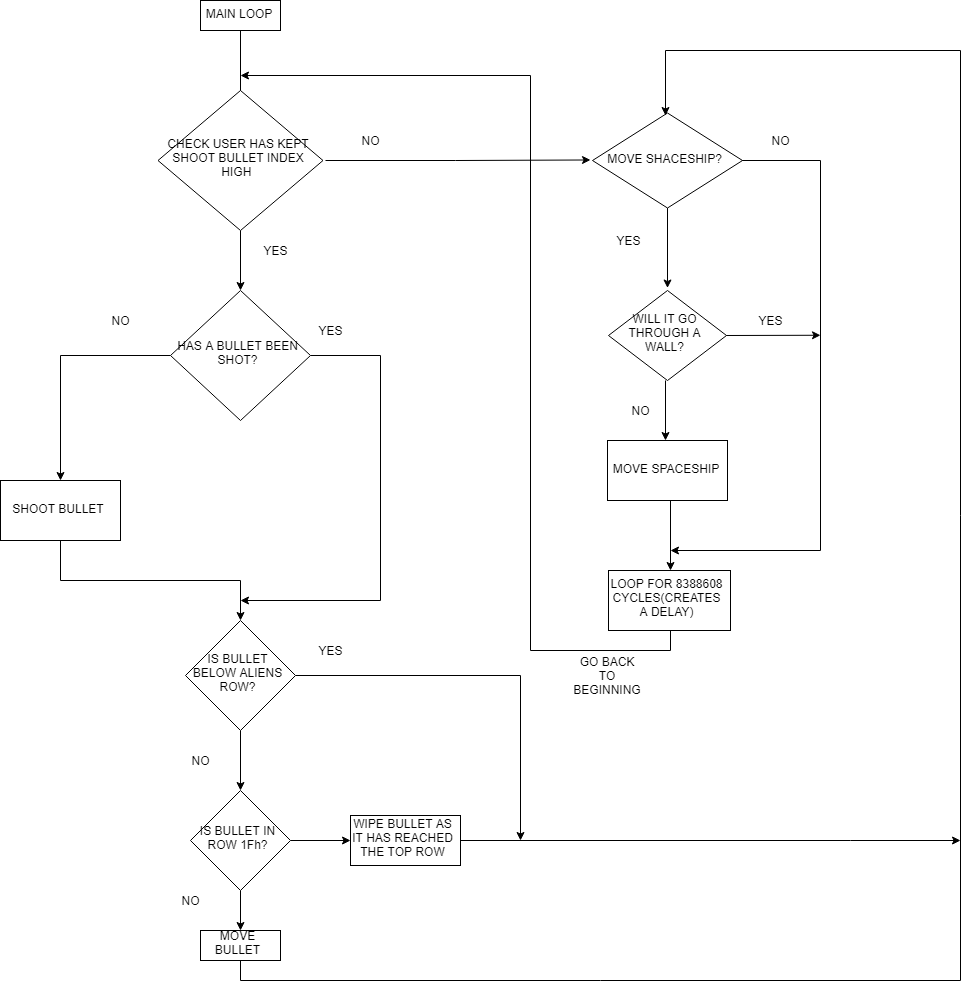 MAIN LOOP
CHECK USER HAS KEPT
SHOOT BULLET INDEX
HIGH
NO
MOVE SHACESHIP?
NO
YES
YES
HAS A BULLET BEEN
SHOT?
NO
YES
WILL IT GO
THROUGH A
WALL?
YES
NO
MOVE SPACESHIP
SHOOT BULLET
LOOP FOR 8388608
CYCLES(CREATES
A DELAY)
GO BACK
TO
BEGINNING
IS BULLET
BELOW ALIENS
ROW?
YES
NO
IS BULLET IN
ROW 1Fh?
WIPE BULLET AS
IT HAS REACHED
THE TOP ROW
NO
MOVE
BULLET